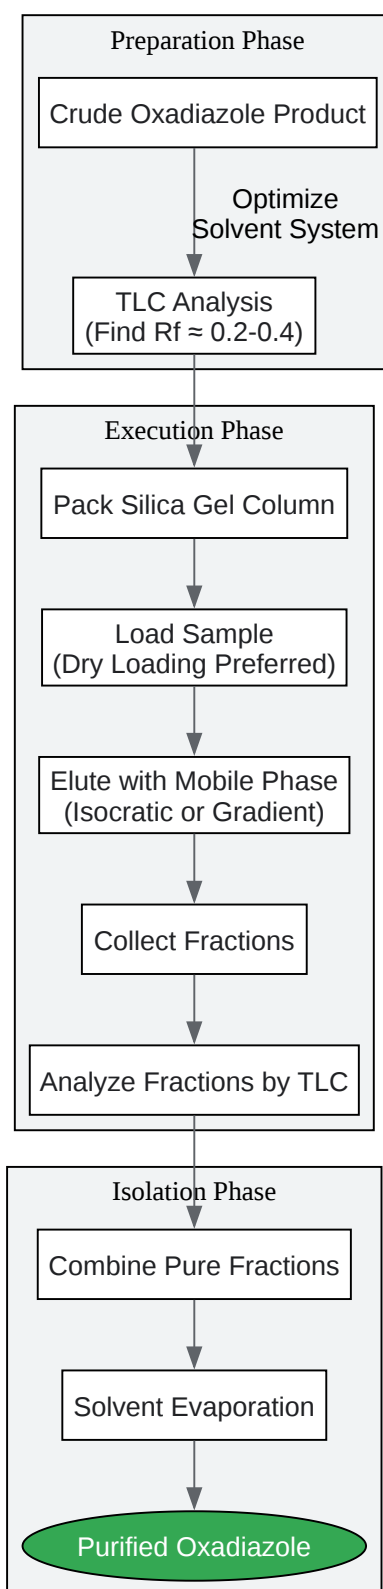 Preparation Phase
Crude Oxadiazole Product
Optimize
Solvent System
TLC Analysis
(Find Rf ≈ 0.2-0.4)
Execution Phase
Pack Silica Gel Column
Load Sample
(Dry Loading Preferred)
Elute with Mobile Phase
(Isocratic or Gradient)
Collect Fractions
Analyze Fractions by TLC
Isolation Phase
Combine Pure Fractions
Solvent Evaporation
Purified Oxadiazole